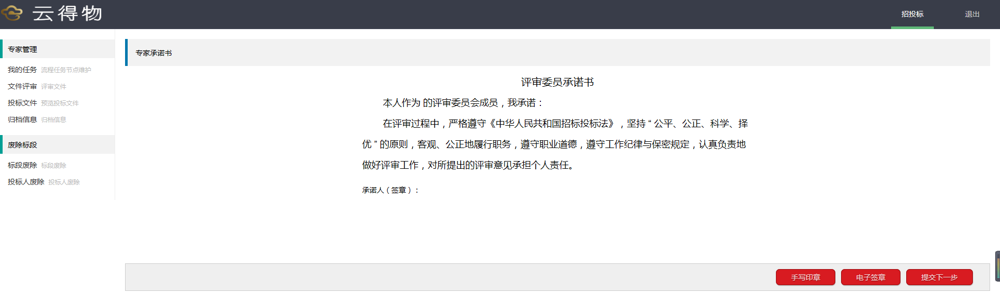 云得物
招投标
退出
专家管理
我的任务 流程任务节点维护
文件评审 评审文件
投标文件 预览投标文件
归档信息 归档信息
废除标段
标段废除 标段废除
投标人废除 投标人废除
专家承诺书
评审委员承诺书
本人作为 的评审委员会成员，我承诺：
在评审过程中，严格遵守《中华人民共和国招标投标法》，坚持“公平、公正、科学、择
优”的原则，客观、公正地履行职务，遵守职业道德，遵守工作纪律与保密规定，认真负责地
做好评审工作，对所提出的评审意见承担个人责任。
承诺人（签章）：
手写印章
电子签章
提交下一步